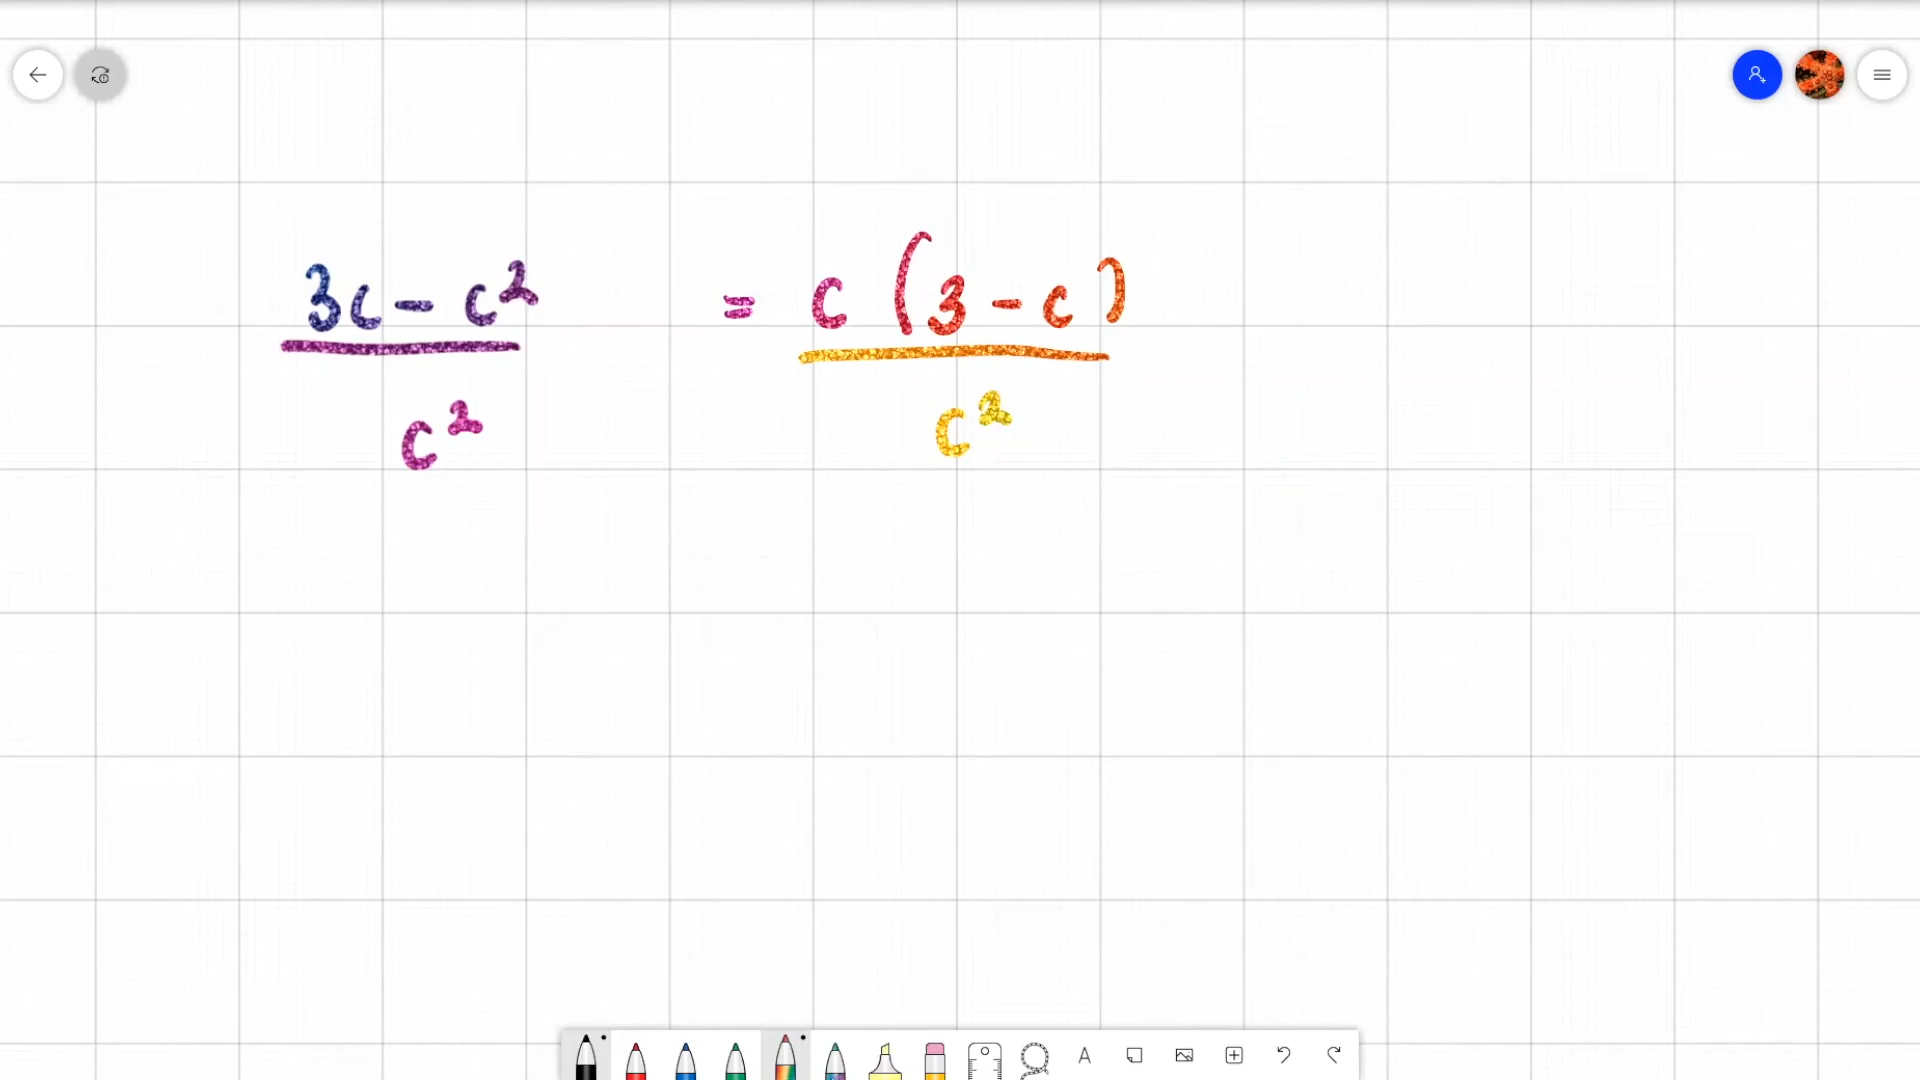 3c - c² = c (3 - c)
c² c²